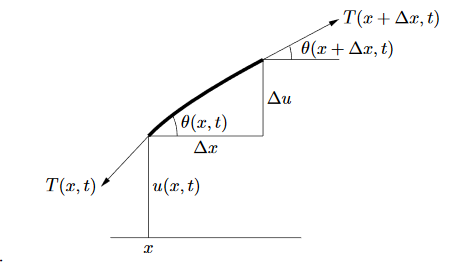 T(x + Δx, t)
θ(x + Δx, t)
Δu
θ(x, t)
Δx
T(x, t)
u(x, t)
x